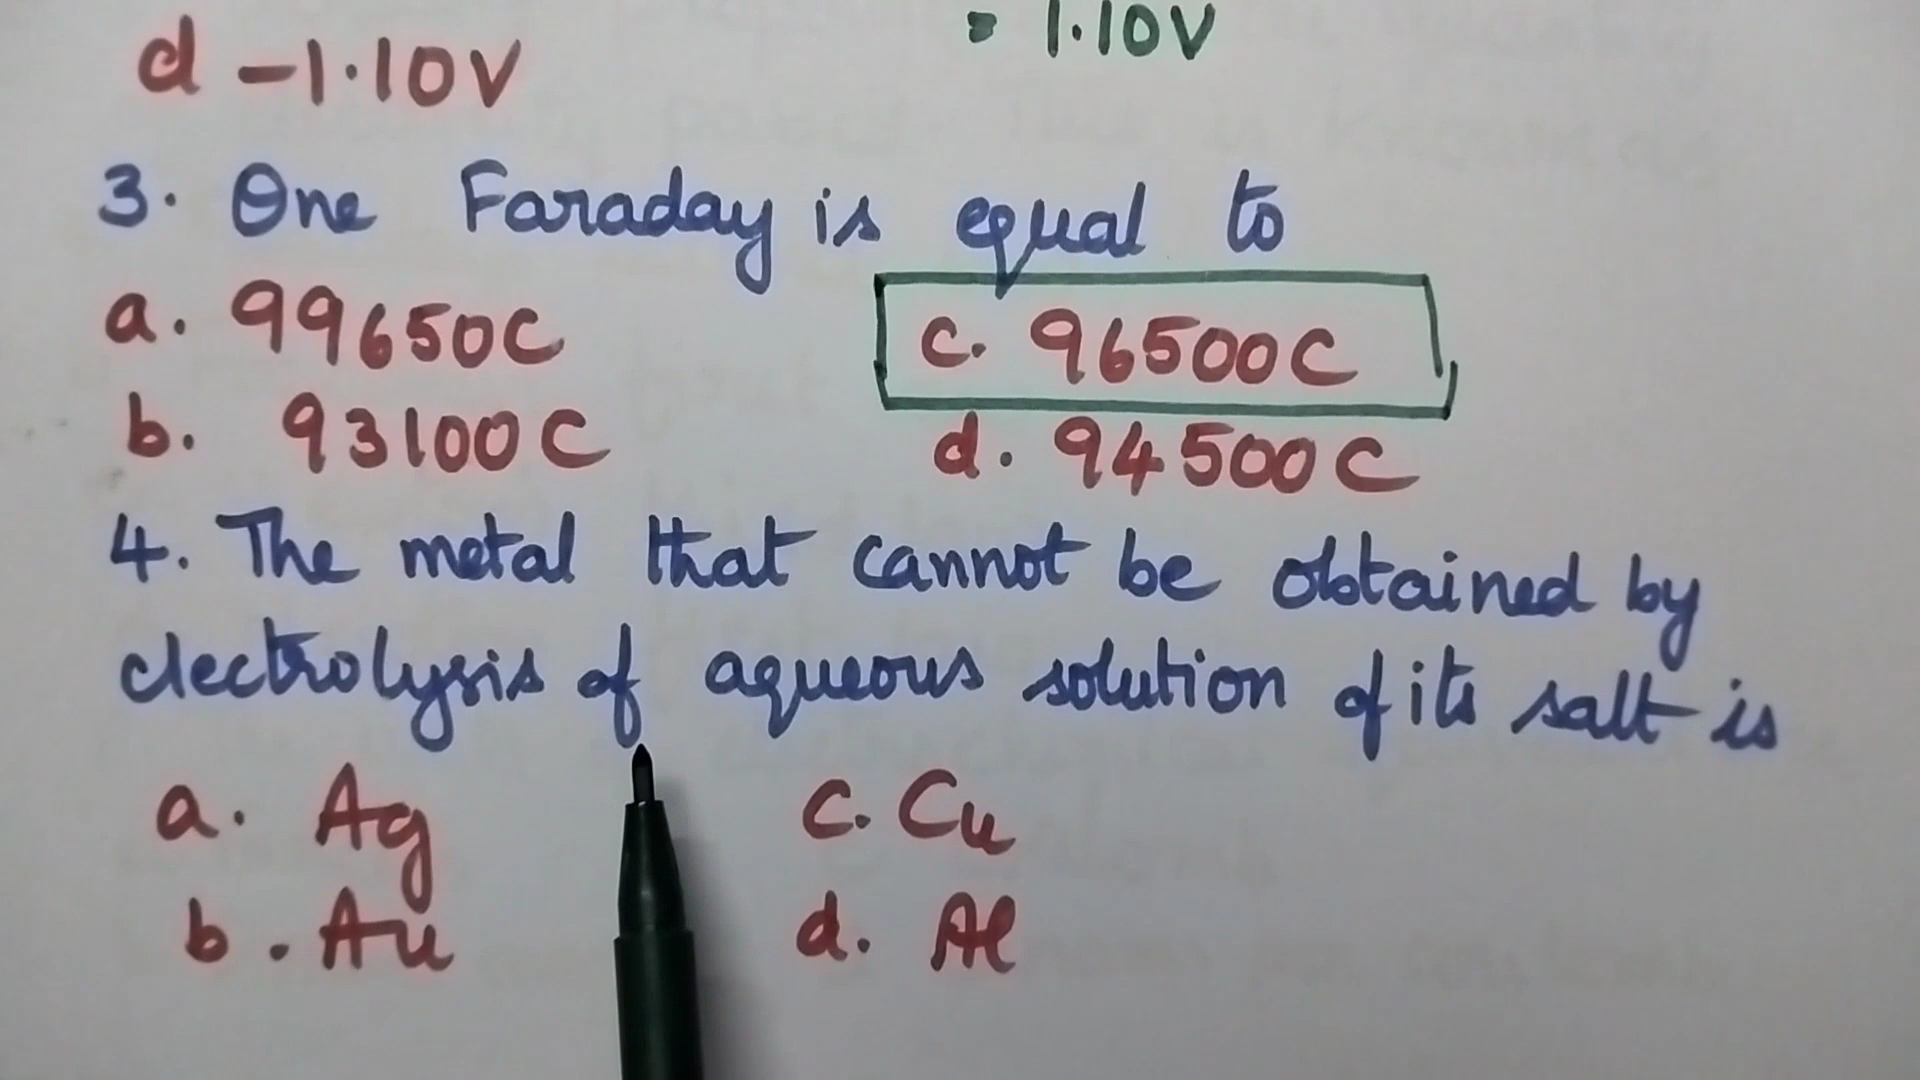 = 1.10V
d -1.10V
3. One Faraday is equal to
a. 99650C
c. 96500C
b. 93100C
d. 94500C
4. The metal that cannot be obtained by
electrolysis of aqueous solution of its salt is
a. Ag
c. Cu
b. Au
d. Al